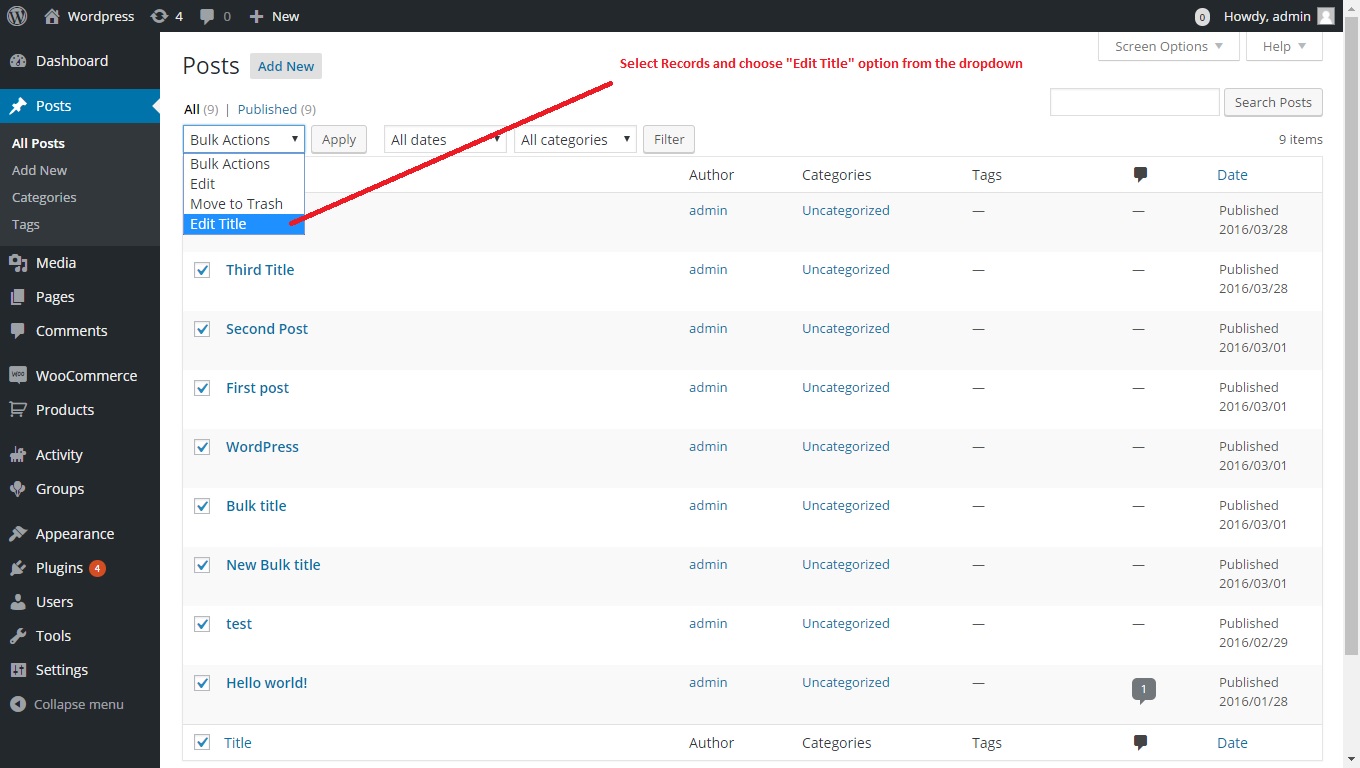 Wordpress 4 0 New 0 Howdy, admin
Dashboard
Posts
All Posts
Add New
Categories
Tags
Media
Pages
Comments
WooCommerce
Products
Activity
Groups
Appearance
Plugins 4
Users
Tools
Settings
Collapse menu
Screen Options Help
Posts Add New
Select Records and choose "Edit Title" option from the dropdown
All (9) | Published (9)
Search Posts
Bulk Actions Apply All dates All categories Filter 9 items
Bulk Actions
Edit
Move to Trash
Edit Title
Author Categories Tags Date
admin Uncategorized — — Published
2016/03/28
Third Title admin Uncategorized — — Published
2016/03/28
Second Post admin Uncategorized — — Published
2016/03/01
First post admin Uncategorized — — Published
2016/03/01
WordPress admin Uncategorized — — Published
2016/03/01
Bulk title admin Uncategorized — — Published
2016/03/01
New Bulk title admin Uncategorized — — Published
2016/03/01
test admin Uncategorized — — Published
2016/02/29
Hello world! admin Uncategorized — 1 Published
2016/01/28
Title Author Categories Tags Date